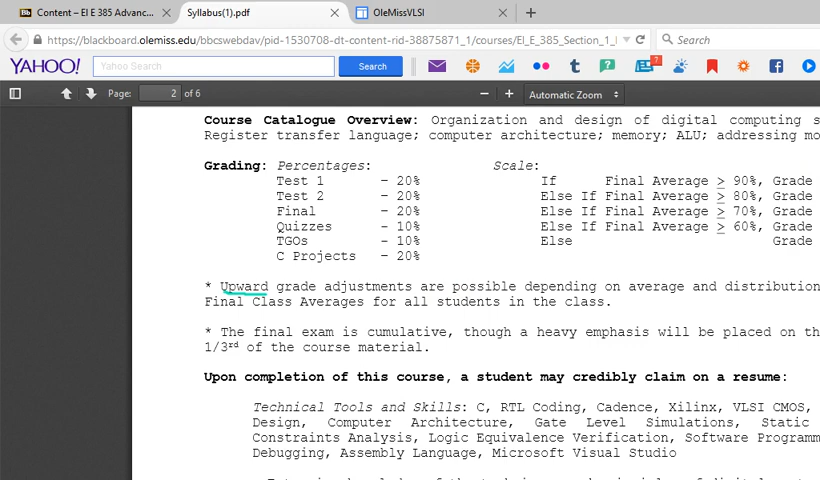 Content – El E 385 Advanc...
Syllabus(1).pdf
OleMissVLSI
https://blackboard.olemiss.edu/bbcswebdav/pid-1530708-dt-content-rid-38875871_1/courses/El_E_385_Section_1_
Search
YAHOO!
Yahoo Search
Search
?
Page:
2
of 6
Automatic Zoom
Course Catalogue Overview: Organization and design of digital computing s
Register transfer language; computer architecture; memory; ALU; addressing mo
Grading: Percentages: Scale:
Test 1 – 20% If Final Average ≥ 90%, Grade
Test 2 – 20% Else If Final Average ≥ 80%, Grade
Final – 20% Else If Final Average ≥ 70%, Grade
Quizzes – 10% Else If Final Average ≥ 60%, Grade
TGOs – 10% Else Grade
C Projects – 20%
* Upward grade adjustments are possible depending on average and distribution
Final Class Averages for all students in the class.
* The final exam is cumulative, though a heavy emphasis will be placed on th
1/3rd of the course material.
Upon completion of this course, a student may credibly claim on a resume:
Technical Tools and Skills: C, RTL Coding, Cadence, Xilinx, VLSI CMOS,
Design, Computer Architecture, Gate Level Simulations, Static
Constraints Analysis, Logic Equivalence Verification, Software Programm
Debugging, Assembly Language, Microsoft Visual Studio